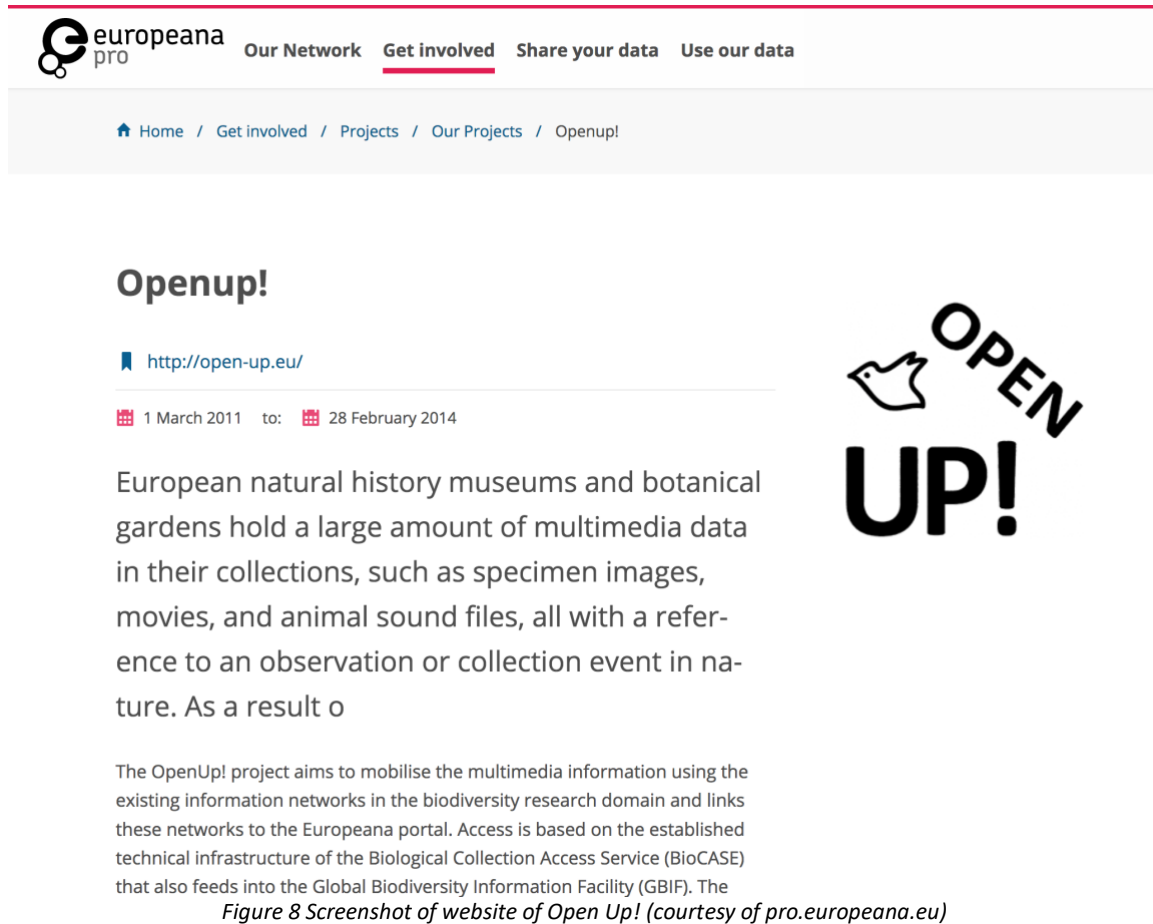 europeana
pro
Our Network Get involved Share your data Use our data
Home / Get involved / Projects / Our Projects / Openup!
Openup!
http://open-up.eu/
1 March 2011 to: 28 February 2014
OPEN
UP!
European natural history museums and botanical
gardens hold a large amount of multimedia data
in their collections, such as specimen images,
movies, and animal sound files, all with a refer-
ence to an observation or collection event in na-
ture. As a result o
The OpenUp! project aims to mobilise the multimedia information using the
existing information networks in the biodiversity research domain and links
these networks to the Europeana portal. Access is based on the established
technical infrastructure of the Biological Collection Access Service (BioCASE)
that also feeds into the Global Biodiversity Information Facility (GBIF). The
Figure 8 Screenshot of website of Open Up! (courtesy of pro.europeana.eu)